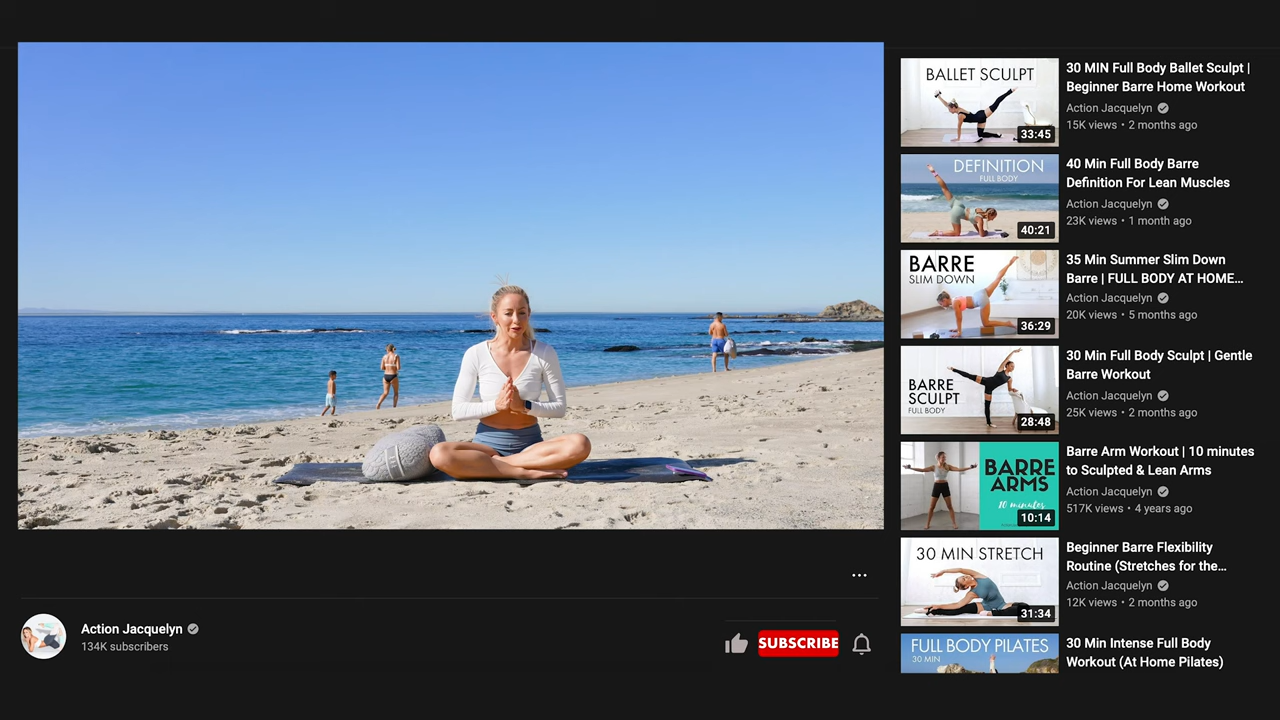 Action Jacquelyn
134K subscribers
SUBSCRIBE
BALLET SCULPT
33:45
30 MIN Full Body Ballet Sculpt |
Beginner Barre Home Workout
Action Jacquelyn
15K views • 2 months ago
DEFINITION
FULL BODY
40:21
40 Min Full Body Barre
Definition For Lean Muscles
Action Jacquelyn
23K views • 1 month ago
BARRE
SLIM DOWN
36:29
35 Min Summer Slim Down
Barre | FULL BODY AT HOME...
Action Jacquelyn
20K views • 5 months ago
BARRE
SCULPT
FULL BODY
28:48
30 Min Full Body Sculpt | Gentle
Barre Workout
Action Jacquelyn
25K views • 2 months ago
BARRE
ARMS
10 minutes
10:14
Barre Arm Workout | 10 minutes
to Sculpted & Lean Arms
Action Jacquelyn
517K views • 4 years ago
30 MIN STRETCH
31:34
Beginner Barre Flexibility
Routine (Stretches for the...
Action Jacquelyn
12K views • 2 months ago
FULL BODY PILATES
30 MIN
30 Min Intense Full Body
Workout (At Home Pilates)